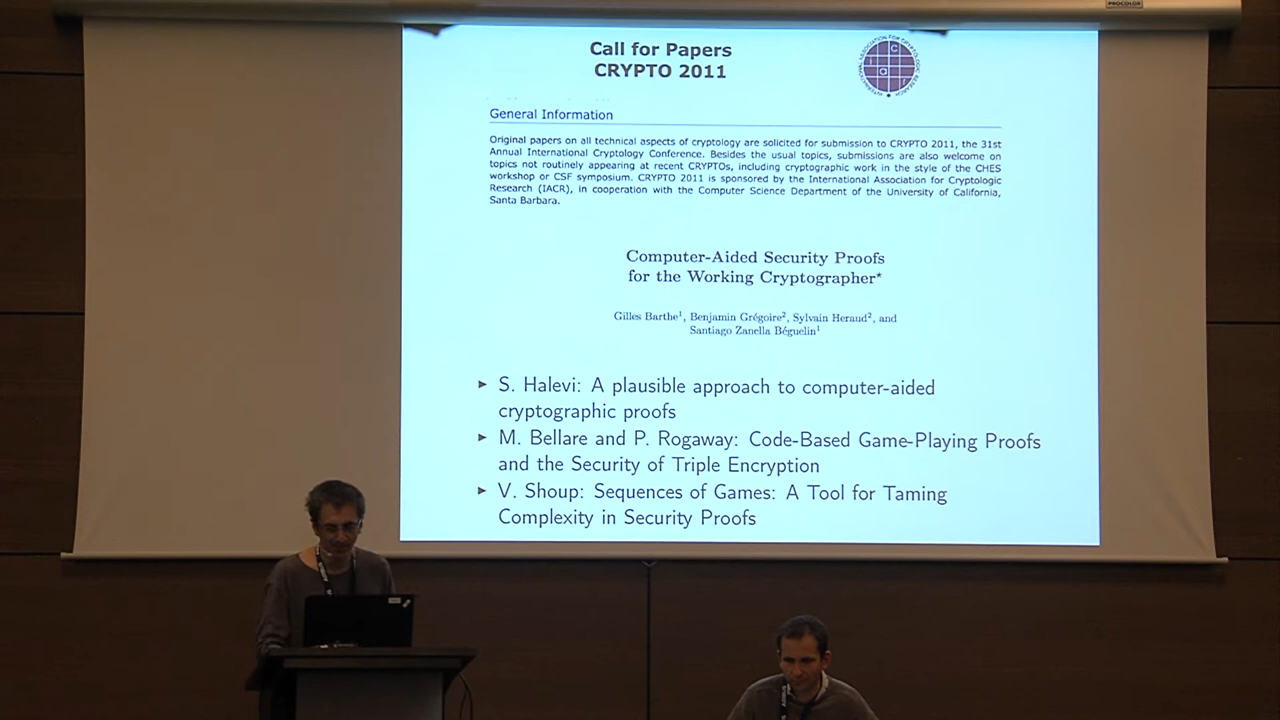 PROCOLOR
Call for Papers
CRYPTO 2011
General Information
Original papers on all technical aspects of cryptology are solicited for submission to CRYPTO 2011, the 31st
Annual International Cryptology Conference. Besides the usual topics, submissions are also welcome on
topics not routinely appearing at recent CRYPTOs, including cryptographic work in the style of the CHES
workshop or CSF symposium. CRYPTO 2011 is sponsored by the International Association for Cryptologic
Research (IACR), in cooperation with the Computer Science Department of the University of California,
Santa Barbara.
Computer-Aided Security Proofs
for the Working Cryptographer*
Gilles Barthe¹, Benjamin Grégoire², Sylvain Heraud², and
Santiago Zanella Béguelin¹
▶ S. Halevi: A plausible approach to computer-aided
cryptographic proofs
▶ M. Bellare and P. Rogaway: Code-Based Game-Playing Proofs
and the Security of Triple Encryption
▶ V. Shoup: Sequences of Games: A Tool for Taming
Complexity in Security Proofs